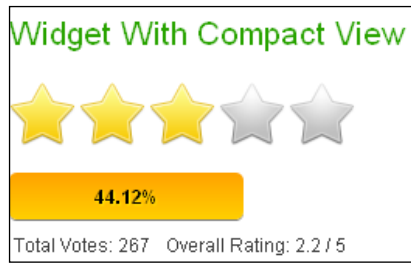 Widget With Compact View
44.12%
Total Votes: 267 Overall Rating: 2.2 / 5